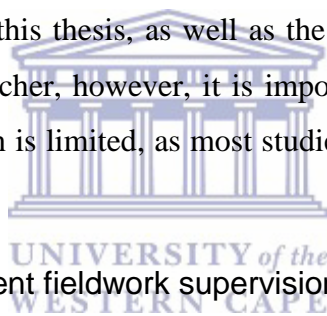 this thesis, as well as the
cher, however, it is impo
n is limited, as most studie
UNIVERSITY of the
ent fieldwork supervision
WESTERN CAPE